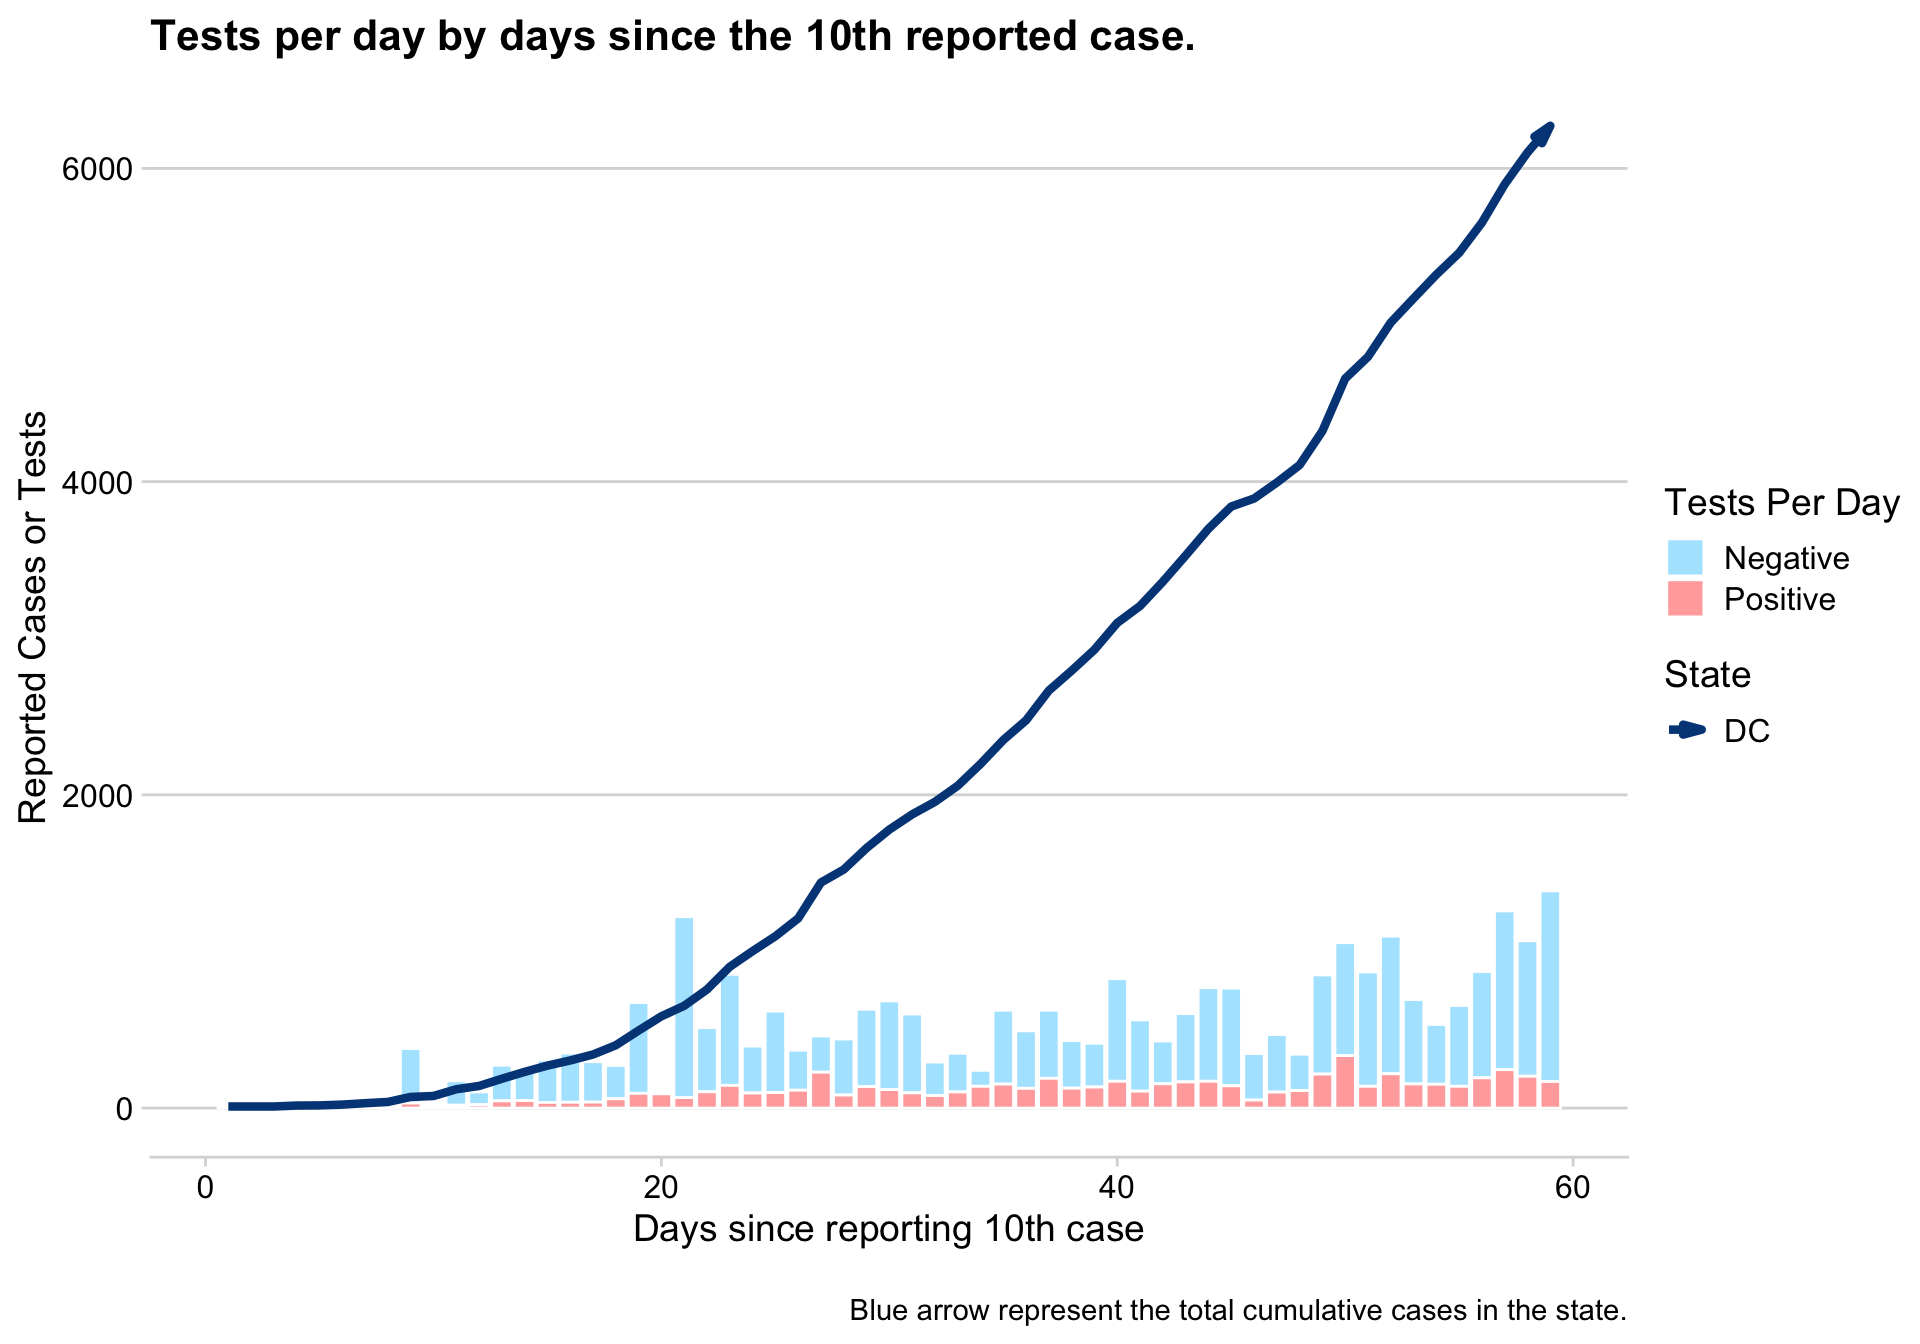 Tests per day by days since the 10th reported case.
6000
4000
2000
0
Reported Cases or Tests
0
20
40
60
Days since reporting 10th case
Tests Per Day
Negative
Positive
State
DC
Blue arrow represent the total cumulative cases in the state.